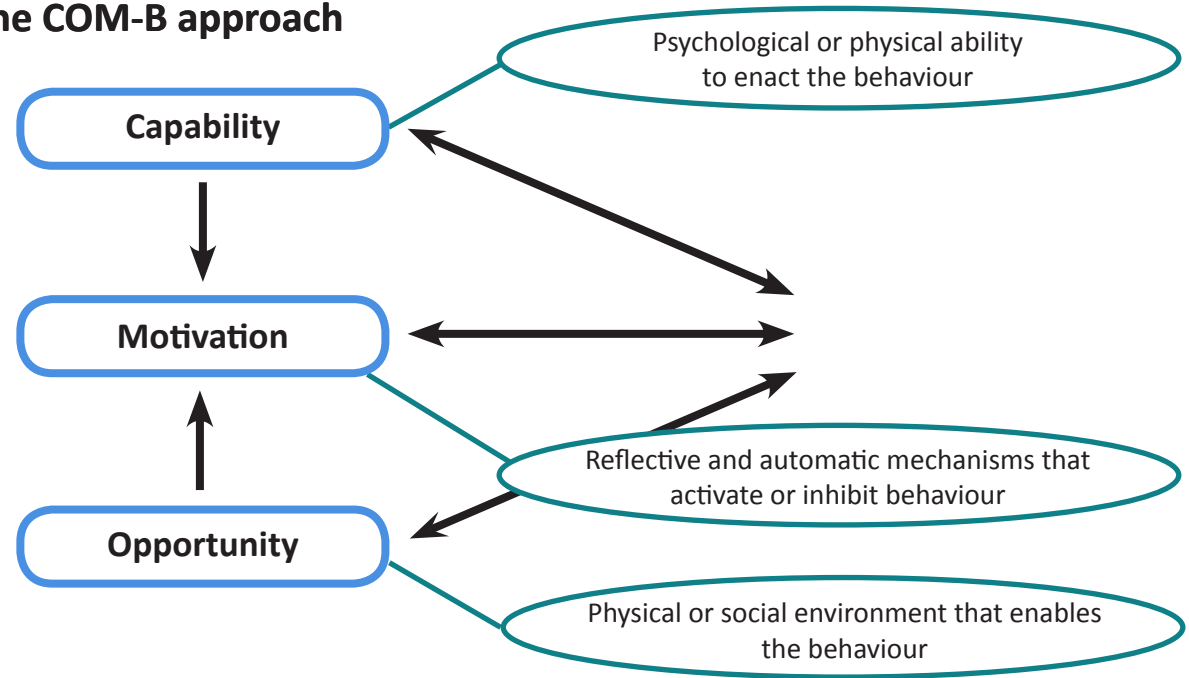 he COM-B approach
Psychological or physical ability
to enact the behaviour
Capability
Motivation
Reflective and automatic mechanisms that
activate or inhibit behaviour
Opportunity
Physical or social environment that enables
the behaviour